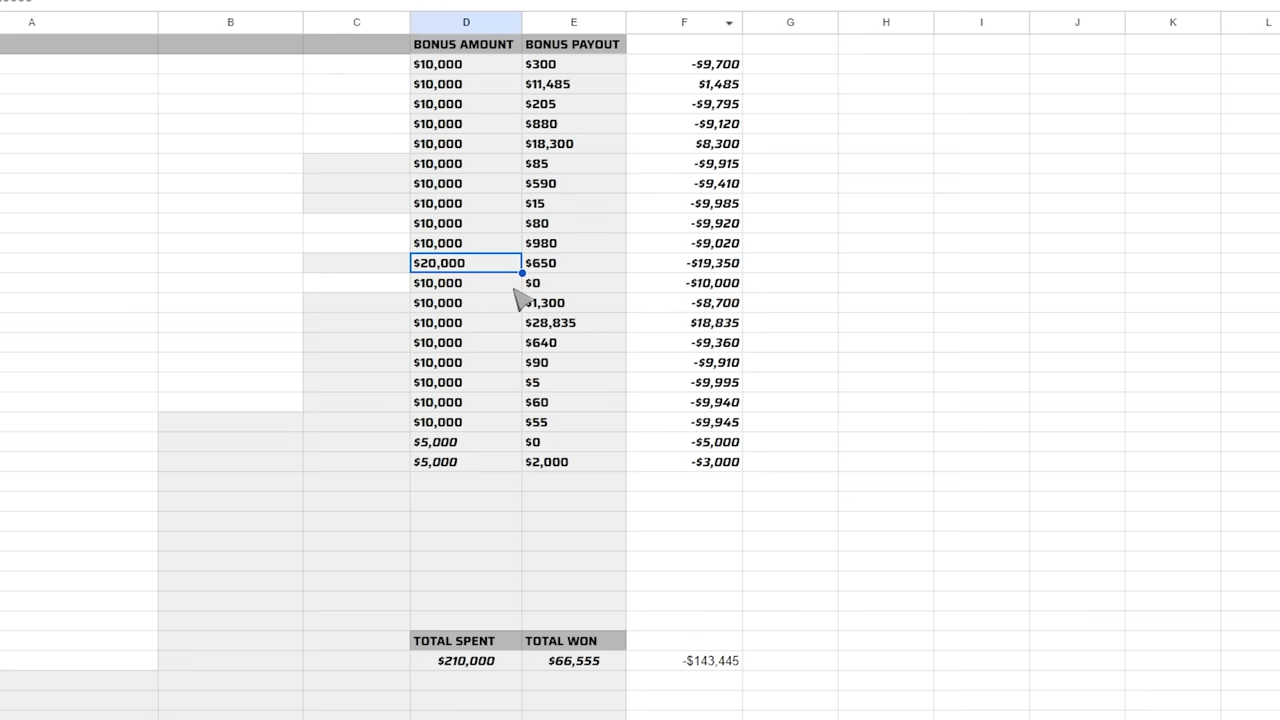 A B C D E F G H I J K L
BONUS AMOUNT BONUS PAYOUT
$10,000 $300 -$9,700
$10,000 $11,485 $1,485
$10,000 $205 -$9,795
$10,000 $880 -$9,120
$10,000 $18,300 $8,300
$10,000 $85 -$9,915
$10,000 $590 -$9,410
$10,000 $15 -$9,985
$10,000 $80 -$9,920
$10,000 $980 -$9,020
$20,000 $650 -$19,350
$10,000 $0 -$10,000
$10,000 $1,300 -$8,700
$10,000 $28,835 $18,835
$10,000 $640 -$9,360
$10,000 $90 -$9,910
$10,000 $5 -$9,995
$10,000 $60 -$9,940
$10,000 $55 -$9,945
$5,000 $0 -$5,000
$5,000 $2,000 -$3,000
TOTAL SPENT TOTAL WON
$210,000 $66,555 -$143,445